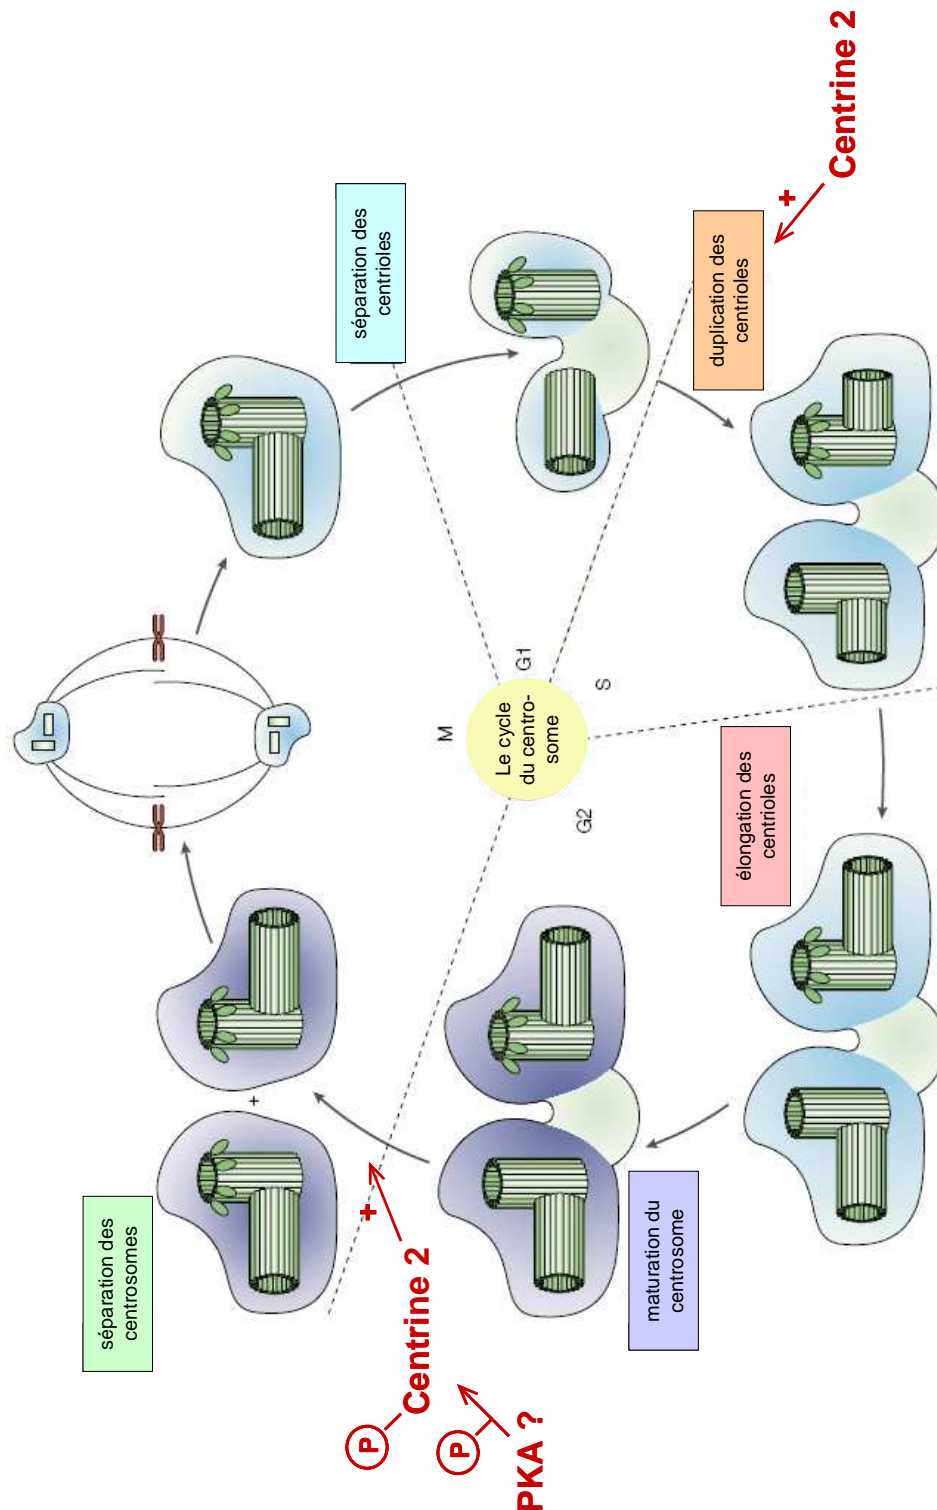 séparation des
centrosomes
+
séparation des
centrioles
P
+
Centrine 2
P
PKA ?
M
Le cycle
du centro-
some
G1
G2
S
maturation du
centrosome
élongation des
centrioles
duplication des
centrioles
+
Centrine 2